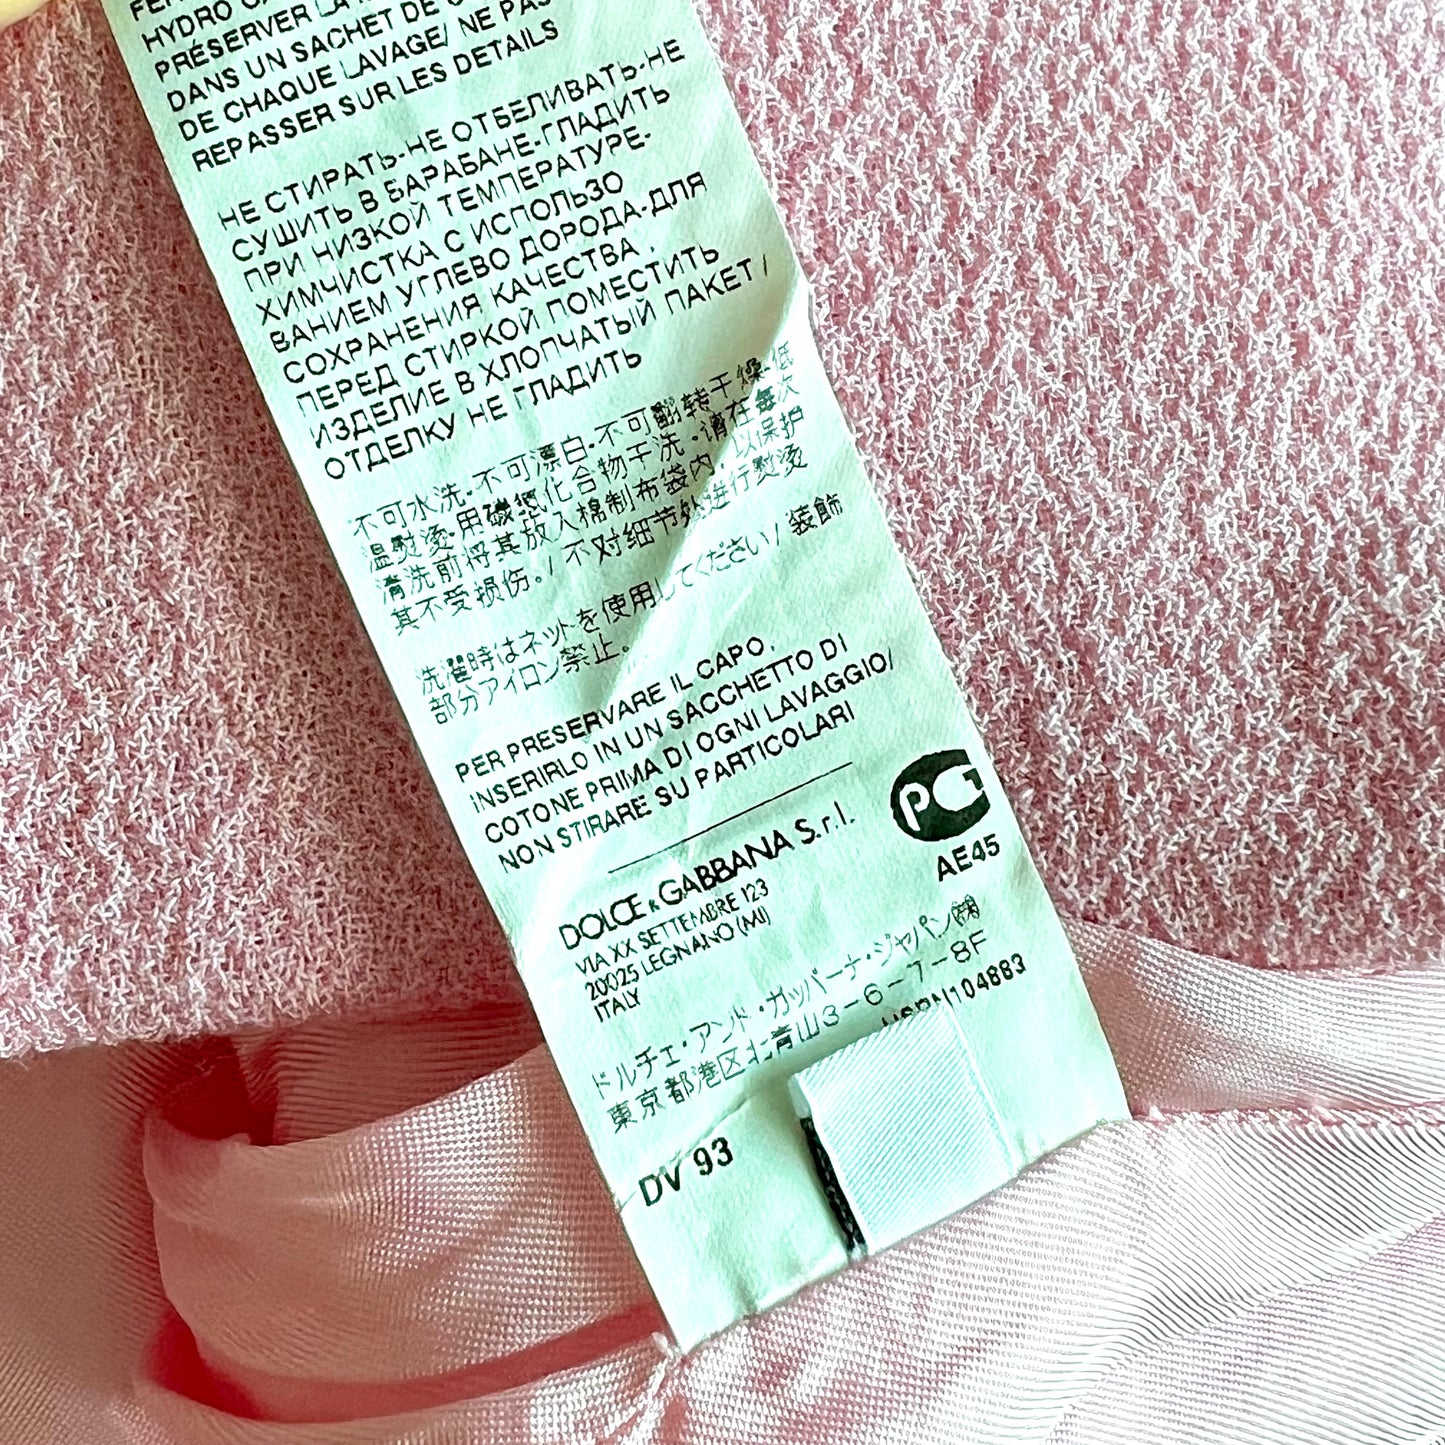 HYDRO
PRÉSERVER LA
DANS UN SACHET DE
DE CHAQUE LAVAGE/ NE PAS
REPASSER SUR LES DETAILS
НЕ СТИРАТЬ-НЕ ОТБЕЛИВАТЬ-НЕ
СУШИТЬ В БАРАБАНЕ-ГЛАДИТЬ
ПРИ НИЗКОЙ ТЕМПЕРАТУРЕ-
ХИМЧИСТКА С ИСПОЛЬЗО
ВАНИЕМ УГЛЕВО ДОРОДА-ДЛЯ
СОХРАНЕНИЯ КАЧЕСТВА ,
ПЕРЕД СТИРКОЙ ПОМЕСТИТЬ
ИЗДЕЛИЕ В ХЛОПЧАТЫЙ ПАКЕТ /
ОТДЕЛКУ НЕ ГЛАДИТЬ
不可水洗-不可漂白-不可翻转干燥-低
温熨烫-用碳氢化合物干洗・请在每次
清洗前将其放入棉制布袋内，以保护
其不受损伤。/ 不对细节处进行熨烫
洗濯時はネットを使用してください / 装飾
部分アイロン禁止。
PER PRESERVARE IL CAPO,
INSERIRLO IN UN SACCHETTO DI
COTONE PRIMA DI OGNI LAVAGGIO/
NON STIRARE SU PARTICOLARI
DOLCE & GABBANA S.r.l.
VIA XX SETTEMBRE 123
20025 LEGNANO (MI)
ITALY
PCT
AE45
ドルチェ・アンド・ガッバーナ・ジャパン㈱
東京都港区北青山3-6-7-8F
N104883
DV 93